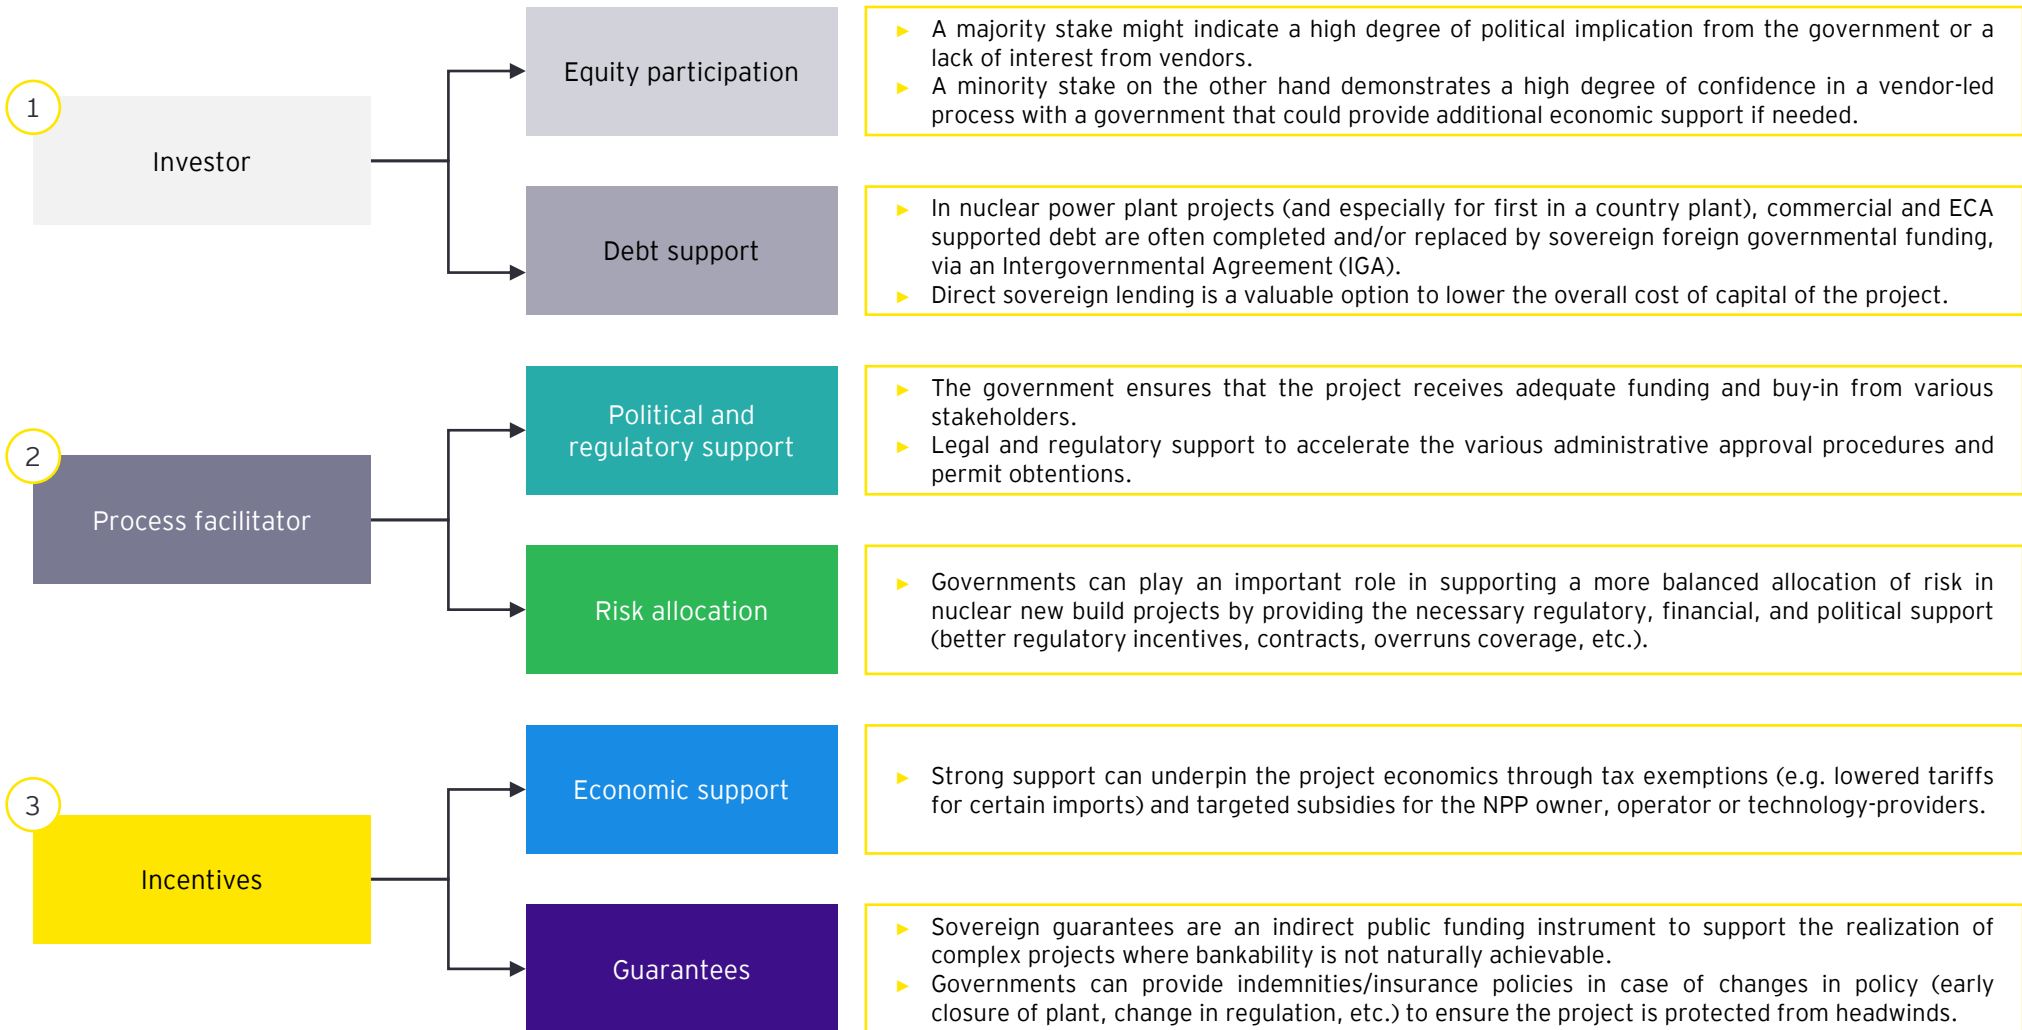 1
Investor
Equity participation
► A majority stake might indicate a high degree of political implication from the government or a
lack of interest from vendors.
► A minority stake on the other hand demonstrates a high degree of confidence in a vendor-led
process with a government that could provide additional economic support if needed.
Debt support
► In nuclear power plant projects (and especially for first in a country plant), commercial and ECA
supported debt are often completed and/or replaced by sovereign foreign governmental funding,
via an Intergovernmental Agreement (IGA).
► Direct sovereign lending is a valuable option to lower the overall cost of capital of the project.
2
Process facilitator
Political and
regulatory support
► The government ensures that the project receives adequate funding and buy-in from various
stakeholders.
► Legal and regulatory support to accelerate the various administrative approval procedures and
permit obtentions.
Risk allocation
► Governments can play an important role in supporting a more balanced allocation of risk in
nuclear new build projects by providing the necessary regulatory, financial, and political support
(better regulatory incentives, contracts, overruns coverage, etc.).
3
Incentives
Economic support
► Strong support can underpin the project economics through tax exemptions (e.g. lowered tariffs
for certain imports) and targeted subsidies for the NPP owner, operator or technology-providers.
Guarantees
► Sovereign guarantees are an indirect public funding instrument to support the realization of
complex projects where bankability is not naturally achievable.
► Governments can provide indemnities/insurance policies in case of changes in policy (early
closure of plant, change in regulation, etc.) to ensure the project is protected from headwinds.